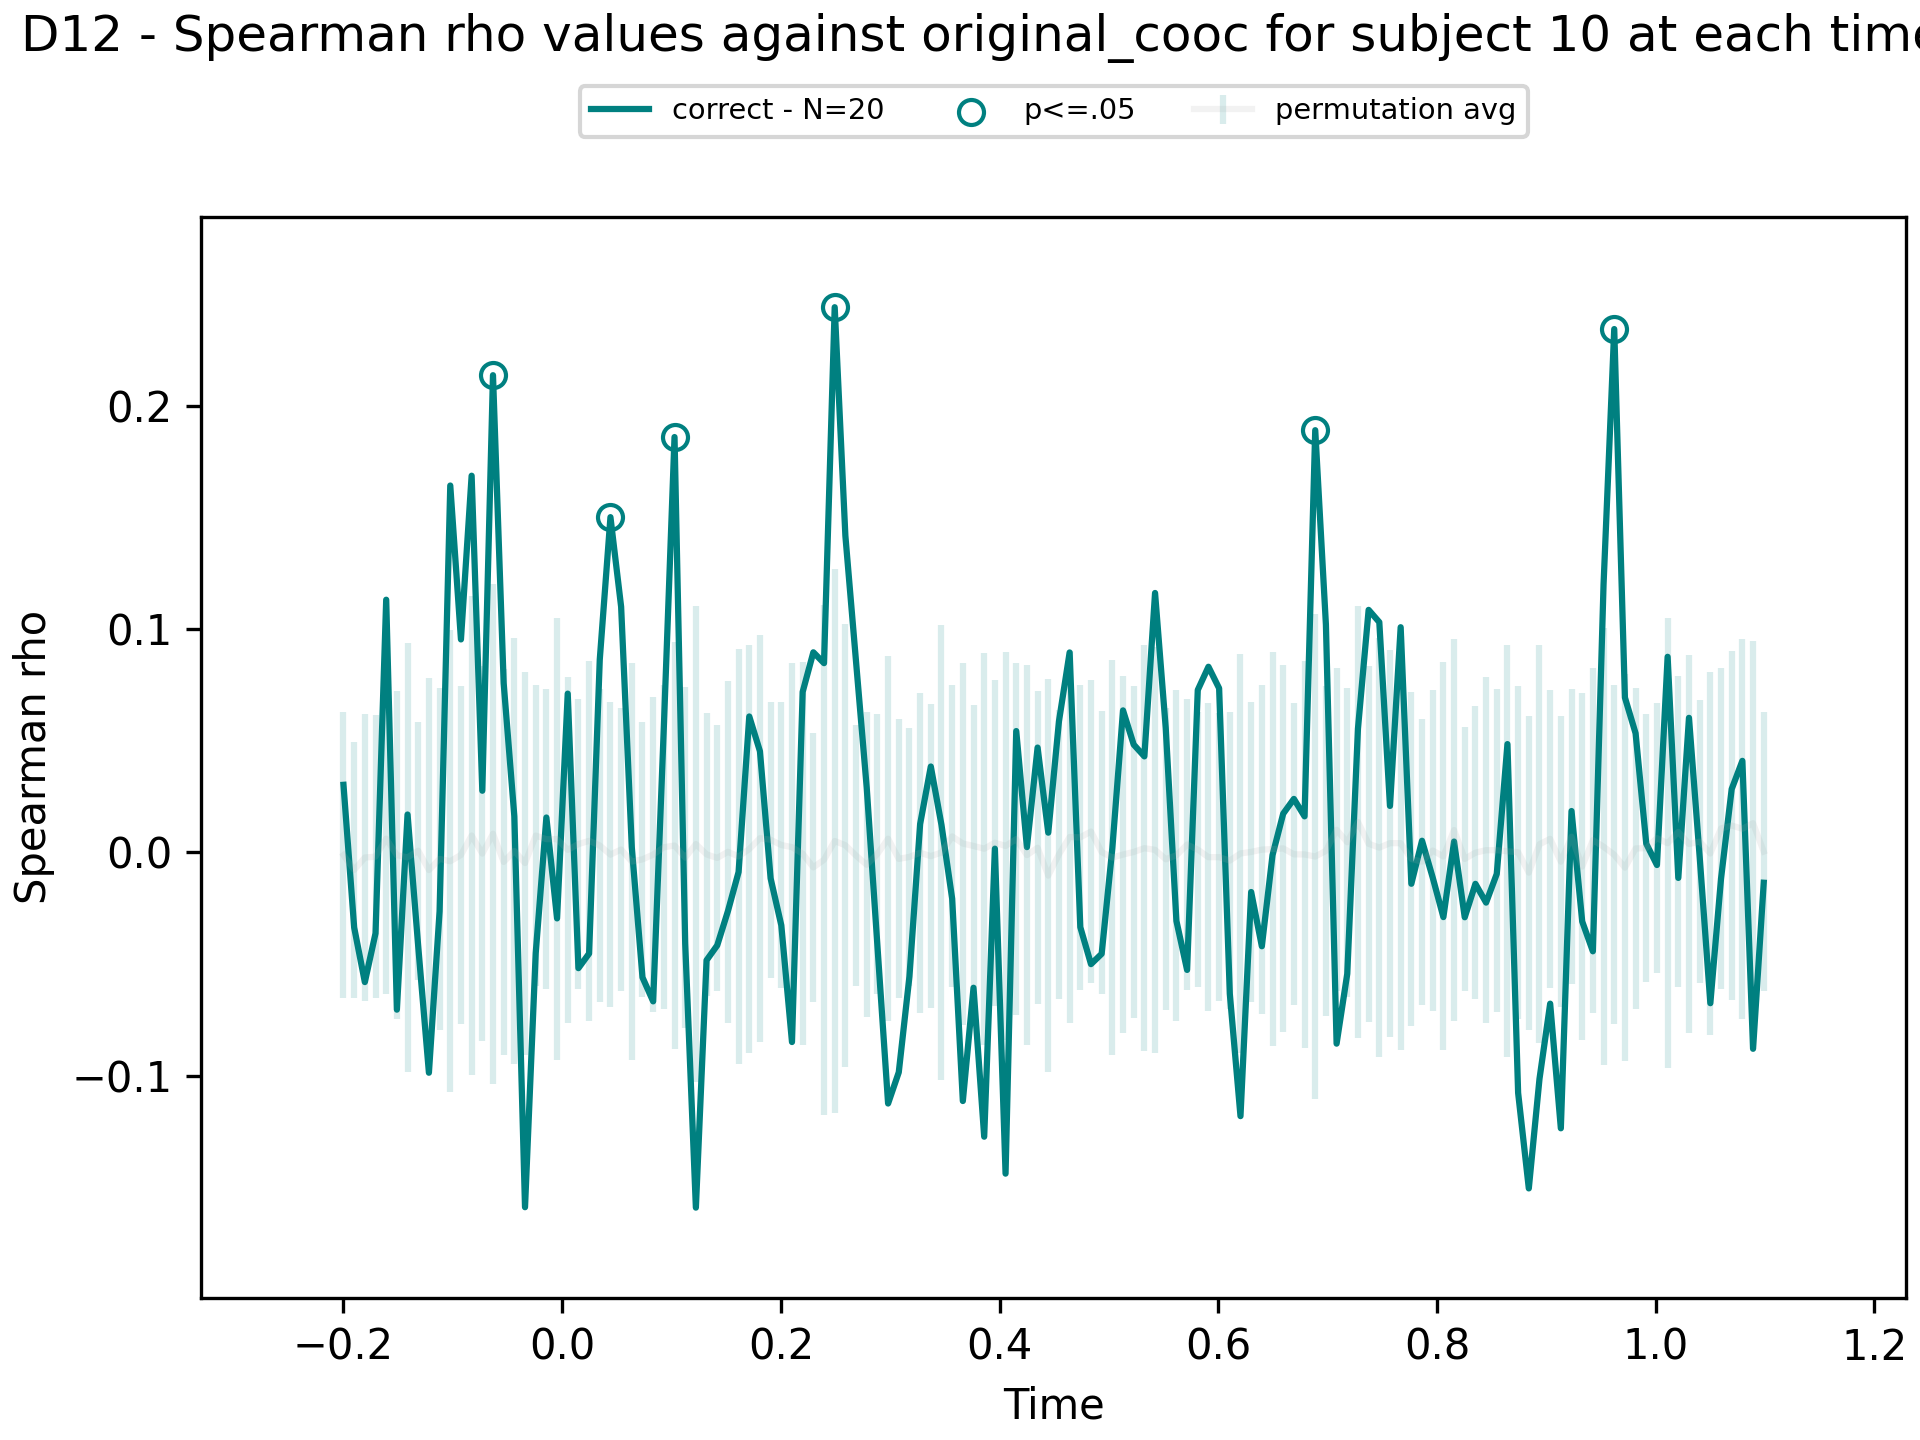 D12 - Spearman rho values against original_cooc for subject 10 at each time
correct - N=20
p<=.05
permutation avg
Spearman rho
0.2
0.1
0.0
−0.1
−0.2
0.0
0.2
0.4
0.6
0.8
1.0
1.2
Time